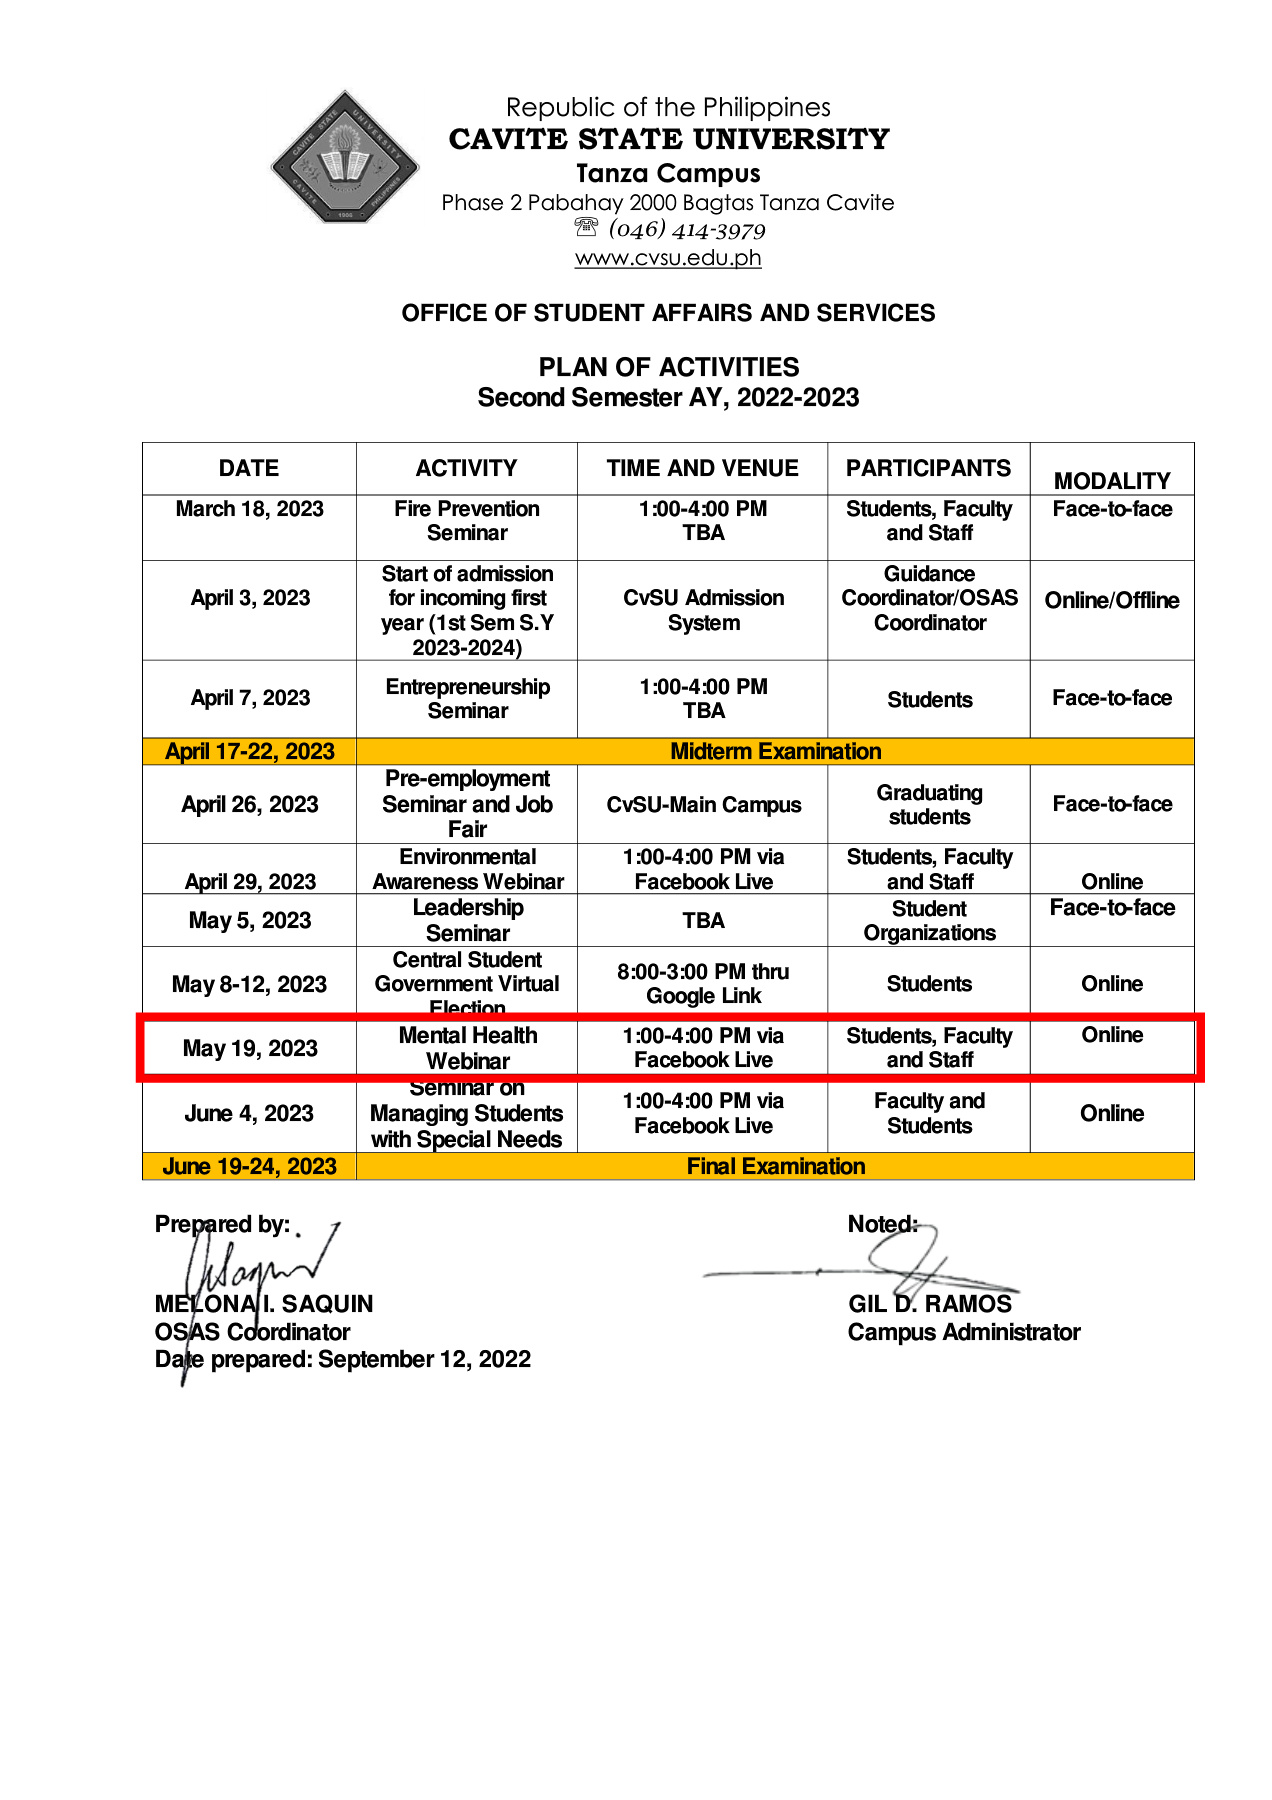 CAVITE STATE UNIVERSITY
CAVITE
PHILIPPINES
1906
Republic of the Philippines
CAVITE STATE UNIVERSITY
Tanza Campus
Phase 2 Pabahay 2000 Bagtas Tanza Cavite
☏ (046) 414-3979
www.cvsu.edu.ph
OFFICE OF STUDENT AFFAIRS AND SERVICES
PLAN OF ACTIVITIES
Second Semester AY, 2022-2023
DATE ACTIVITY TIME AND VENUE PARTICIPANTS MODALITY
March 18, 2023
Fire Prevention
Seminar
1:00-4:00 PM
TBA
Students, Faculty
and Staff
Face-to-face
April 3, 2023
Start of admission
for incoming first
year (1st Sem S.Y
2023-2024)
CvSU Admission
System
Guidance
Coordinator/OSAS
Coordinator
Online/Offline
April 7, 2023
Entrepreneurship
Seminar
1:00-4:00 PM
TBA
Students
Face-to-face
April 17-22, 2023 Midterm Examination
April 26, 2023
Pre-employment
Seminar and Job
Fair
CvSU-Main Campus
Graduating
students
Face-to-face
April 29, 2023
Environmental
Awareness Webinar
1:00-4:00 PM via
Facebook Live
Students, Faculty
and Staff
Online
May 5, 2023
Leadership
Seminar
TBA
Student
Organizations
Face-to-face
May 8-12, 2023
Central Student
Government Virtual
Election
8:00-3:00 PM thru
Google Link
Students
Online
May 19, 2023
Mental Health
Webinar
1:00-4:00 PM via
Facebook Live
Students, Faculty
and Staff
Online
June 4, 2023
Seminar on
Managing Students
with Special Needs
1:00-4:00 PM via
Facebook Live
Faculty and
Students
Online
June 19-24, 2023 Final Examination
Prepared by:
MELONA I. SAQUIN
OSAS Coordinator
Date prepared: September 12, 2022
Noted:
GIL D. RAMOS
Campus Administrator